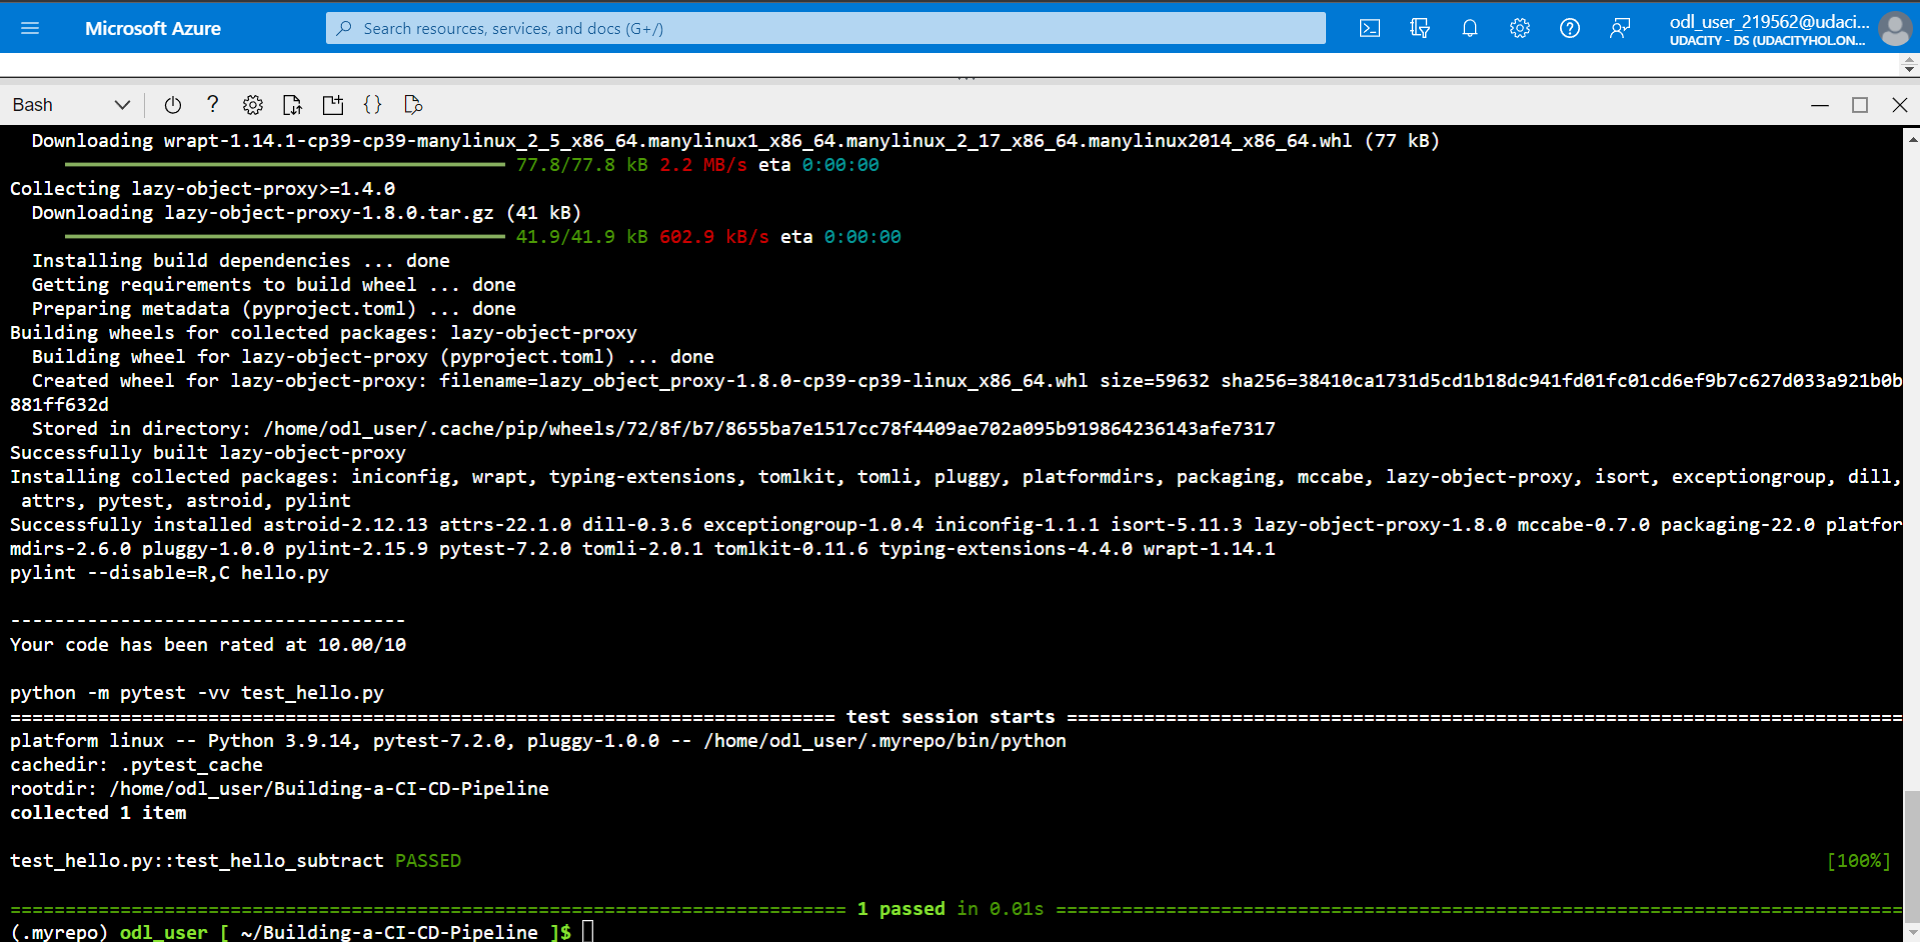 Microsoft Azure
Search resources, services, and docs (G+/)
odl_user_219562@udaci...
UDACITY - DS (UDACITYHOL.ON...
Bash
Downloading wrapt-1.14.1-cp39-cp39-manylinux_2_5_x86_64.manylinux1_x86_64.manylinux_2_17_x86_64.manylinux2014_x86_64.whl (77 kB)
77.8/77.8 kB 2.2 MB/s eta 0:00:00
Collecting lazy-object-proxy>=1.4.0
Downloading lazy-object-proxy-1.8.0.tar.gz (41 kB)
41.9/41.9 kB 602.9 kB/s eta 0:00:00
Installing build dependencies ... done
Getting requirements to build wheel ... done
Preparing metadata (pyproject.toml) ... done
Building wheels for collected packages: lazy-object-proxy
Building wheel for lazy-object-proxy (pyproject.toml) ... done
Created wheel for lazy-object-proxy: filename=lazy_object_proxy-1.8.0-cp39-cp39-linux_x86_64.whl size=59632 sha256=38410ca1731d5cd1b18dc941fd01fc01cd6ef9b7c627d033a921b0b
881ff632d
Stored in directory: /home/odl_user/.cache/pip/wheels/72/8f/b7/8655ba7e1517cc78f4409ae702a095b919864236143afe7317
Successfully built lazy-object-proxy
Installing collected packages: iniconfig, wrapt, typing-extensions, tomlkit, tomli, pluggy, platformdirs, packaging, mccabe, lazy-object-proxy, isort, exceptiongroup, dill,
attrs, pytest, astroid, pylint
Successfully installed astroid-2.12.13 attrs-22.1.0 dill-0.3.6 exceptiongroup-1.0.4 iniconfig-1.1.1 isort-5.11.3 lazy-object-proxy-1.8.0 mccabe-0.7.0 packaging-22.0 platfor
mdirs-2.6.0 pluggy-1.0.0 pylint-2.15.9 pytest-7.2.0 tomli-2.0.1 tomlkit-0.11.6 typing-extensions-4.4.0 wrapt-1.14.1
pylint --disable=R,C hello.py
------------------------------------
Your code has been rated at 10.00/10
python -m pytest -vv test_hello.py
=========================================================================== test session starts ============================================================================
platform linux -- Python 3.9.14, pytest-7.2.0, pluggy-1.0.0 -- /home/odl_user/.myrepo/bin/python
cachedir: .pytest_cache
rootdir: /home/odl_user/Building-a-CI-CD-Pipeline
collected 1 item
test_hello.py::test_hello_subtract PASSED [100%]
============================================================================ 1 passed in 0.01s =============================================================================
(.myrepo) odl_user [ ~/Building-a-CI-CD-Pipeline ]$